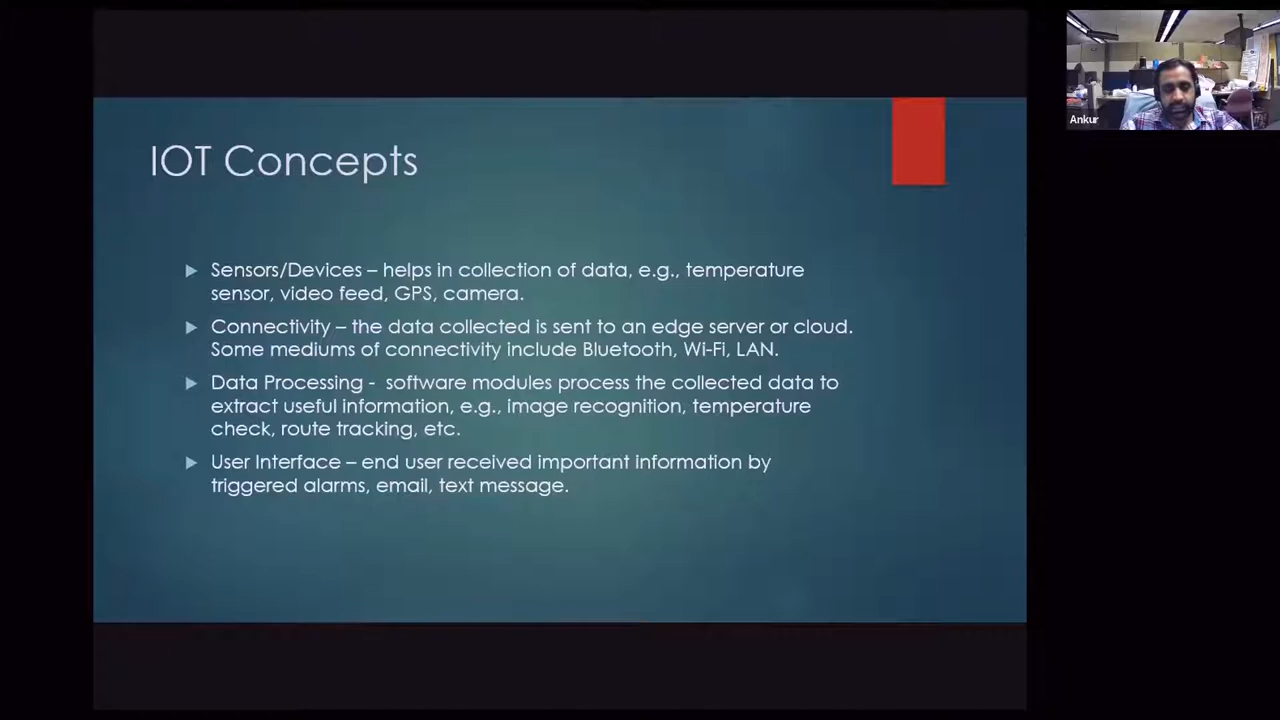 IOT Concepts
Sensors/Devices – helps in collection of data, e.g., temperature
sensor, video feed, GPS, camera.
Connectivity – the data collected is sent to an edge server or cloud.
Some mediums of connectivity include Bluetooth, Wi-Fi, LAN.
Data Processing -  software modules process the collected data to
extract useful information, e.g., image recognition, temperature
check, route tracking, etc.
User Interface – end user received important information by
triggered alarms, email, text message.
Ankur